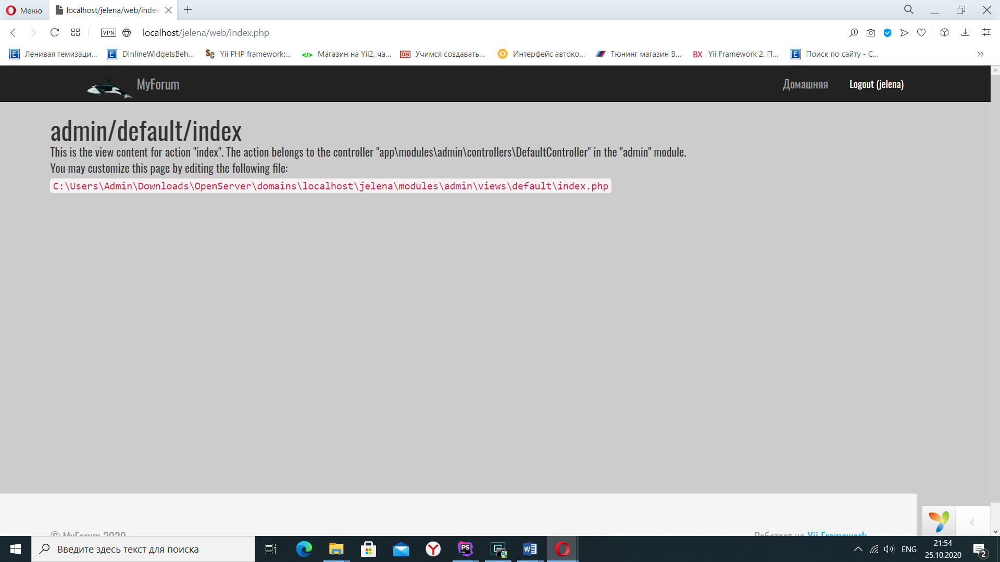 Меню
localhost/jelena/web/index
VPN
localhost/jelena/web/index.php
Ленивая темизаци...
DInlineWidgetsBeh...
Yii PHP framework:...
Магазин на Yii2, ча...
Учимся создавать...
Интерфейс автоко...
Тюнинг магазин B...
Yii Framework 2. П...
Поиск по сайту - С...
MyForum
Домашняя
Logout (jelena)
admin/default/index
This is the view content for action "index". The action belongs to the controller "app\modules\admin\controllers\DefaultController" in the "admin" module.
You may customize this page by editing the following file:
C:\Users\Admin\Downloads\OpenServer\domains\localhost\jelena\modules\admin\views\default\index.php
© MyForum 2020
Работает на Yii Framework
Введите здесь текст для поиска
ENG
21:54
25.10.2020
2